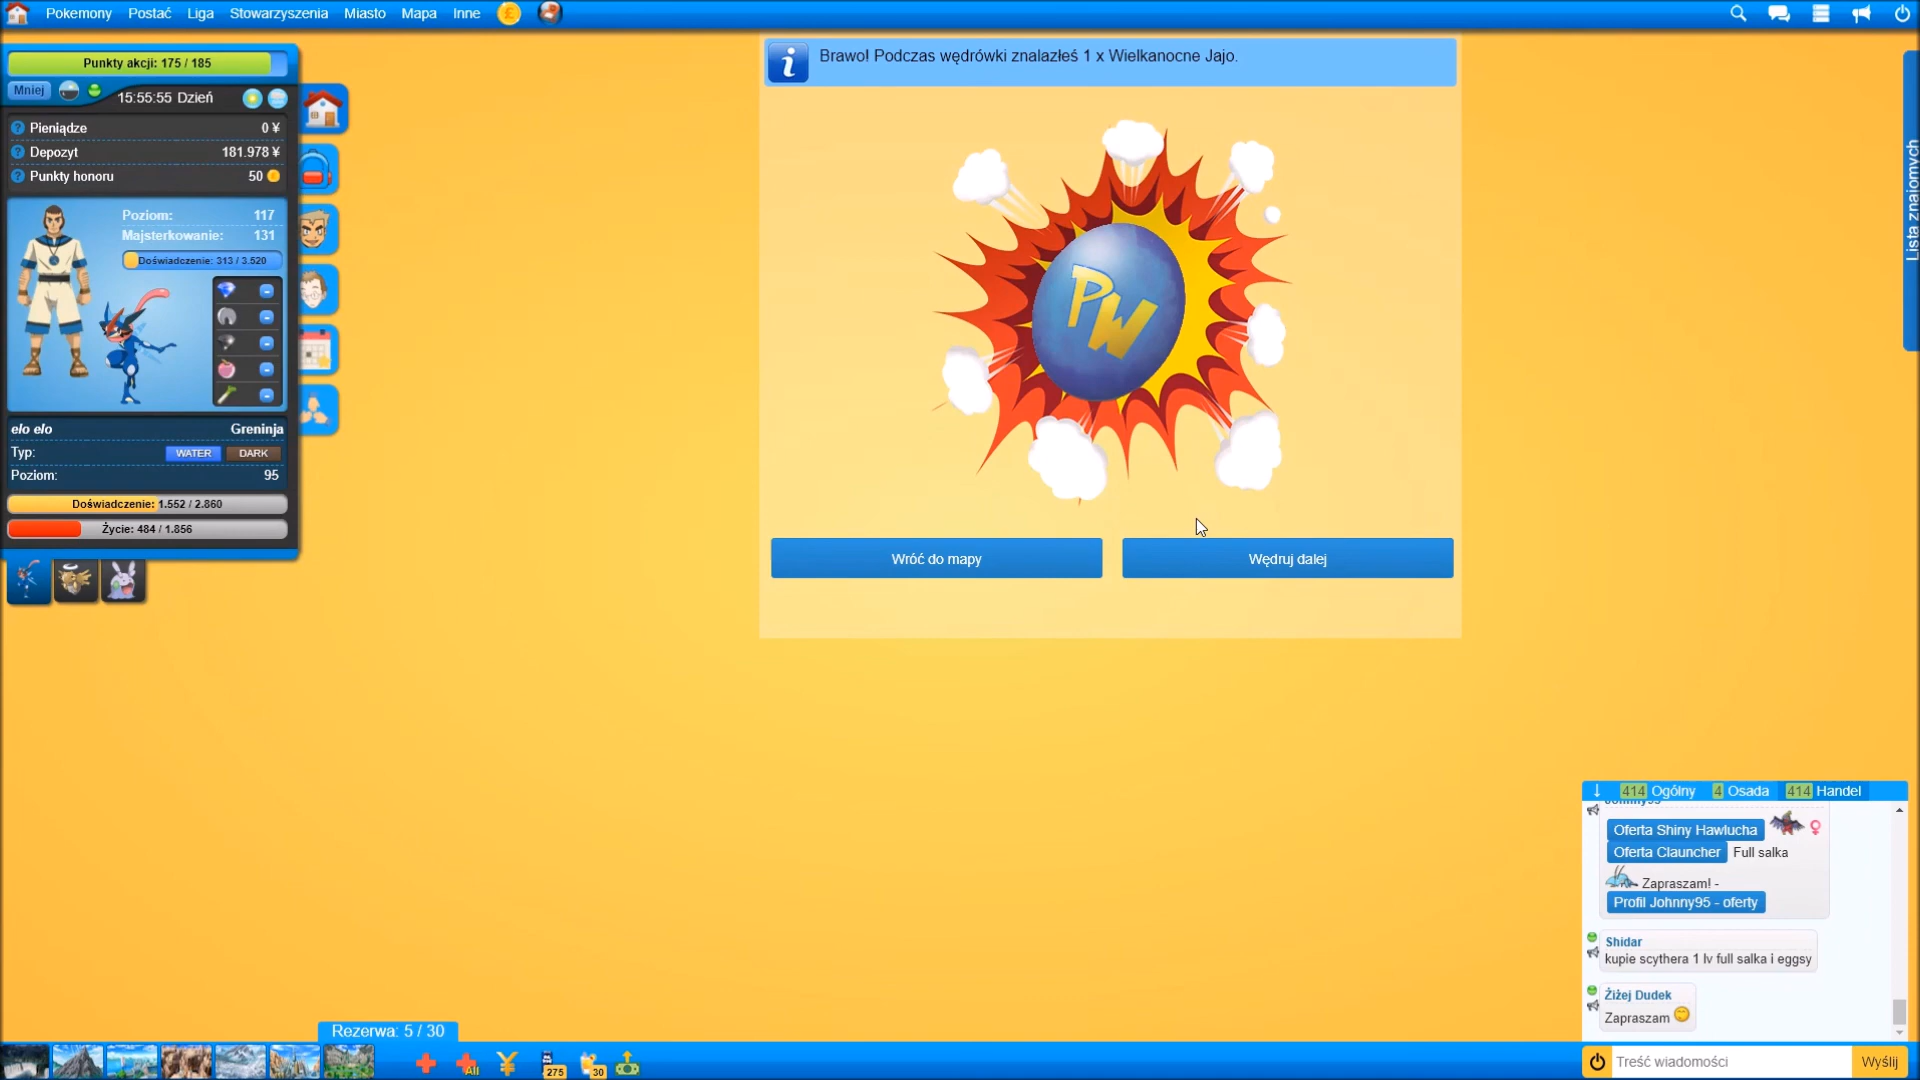 Pokemony Postać Liga Stowarzyszenia Miasto Mapa Inne
Punkty akcji: 175 / 185
Mniej
15:55:55 Dzień
Pieniądze 0 ¥
Depozyt 181.978 ¥
Punkty honoru 50
Poziom: 117
Majsterkowanie: 131
Doświadczenie: 313 / 3.520
elo elo Greninja
Typ: WATER DARK
Poziom: 95
Doświadczenie: 1.552 / 2.860
Życie: 484 / 1.856
Brawo! Podczas wędrówki znalazłeś 1 x Wielkanocne Jajo.
PW
Wróć do mapy
Wędruj dalej
Lista znajomych
414 Ogólny 4 Osada 414 Handel
Johnny95
Oferta Shiny Hawlucha
Oferta Clauncher Full salka
Zapraszam! -
Profil Johnny95 - oferty
Shidar
kupie scythera 1 lv full salka i eggsy
Żiżej Dudek
Zapraszam
Treść wiadomości
Wyślij
Rezerwa: 5 / 30
All
275
30